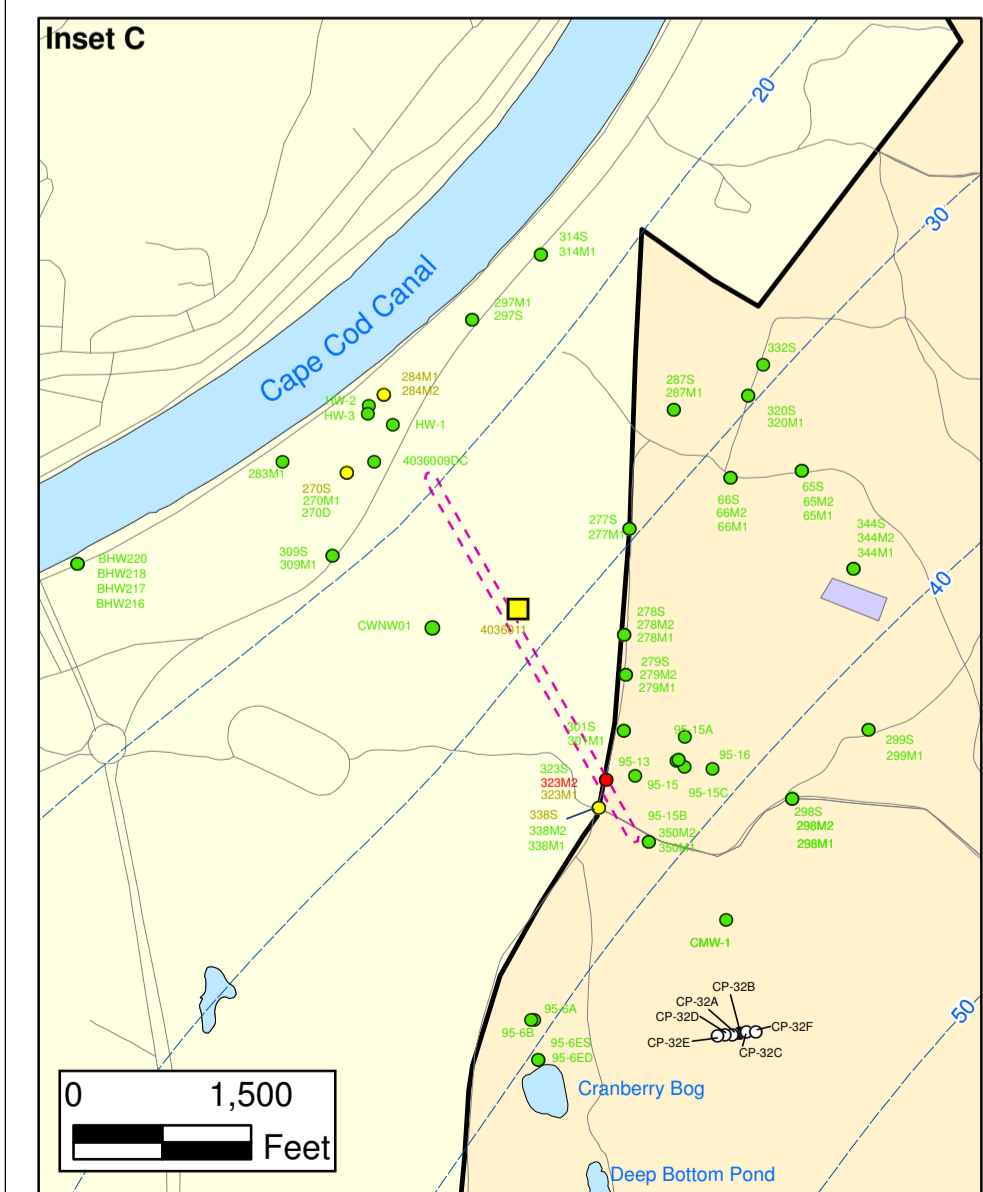 Inset C
20
30
314S
314M1
Cape Cod Canal
297M1
297S
332S
284M1
284M2
HW-2
HW-3
HW-1
287S
287M1
320S
320M1
283M1
4036009DC
270S
270M1
270D
66S
66M2
66M1
65S
65M2
65M1
277S
277M1
344S
344M2
344M1
309S
309M1
BHW220
BHW218
BHW217
BHW216
40
CWNW01
4036011
278S
278M2
278M1
279S
279M2
279M1
301S
301M1
95-15A
299S
299M1
95-13
95-16
323S
323M2
323M1
95-15
95-15C
338S
338M2
338M1
95-15B
350M2
350M1
298S
298M2
298M1
CMW-1
CP-32B
CP-32A
CP-32D
CP-32F
CP-32E
CP-32C
50
95-6A
95-6B
95-6ES
95-6ED
Cranberry Bog
0 1,500
Feet
Deep Bottom Pond